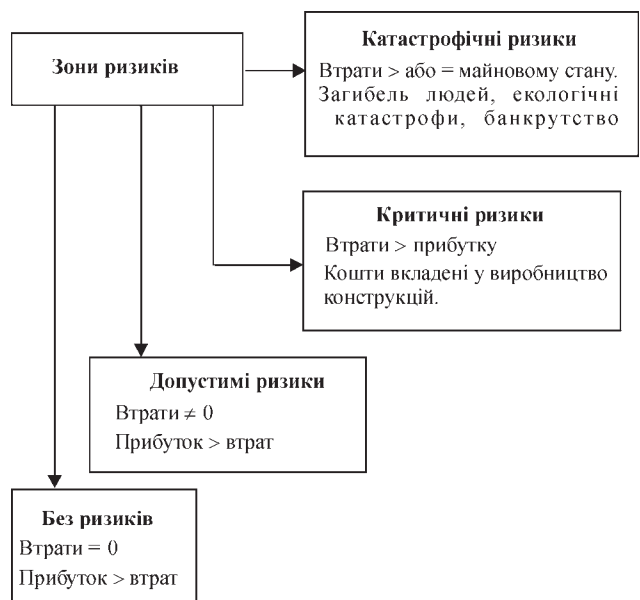 Зони ризиків
Катастрофічні ризики
Втрати > або = майновому стану.
Загибель людей, екологічні
катастрофи, банкрутство
Критичні ризики
Втрати > прибутку
Кошти вкладені у виробництво
конструкцій.
Допустимі ризики
Втрати ≠ 0
Прибуток > втрат
Без ризиків
Втрати = 0
Прибуток > втрат